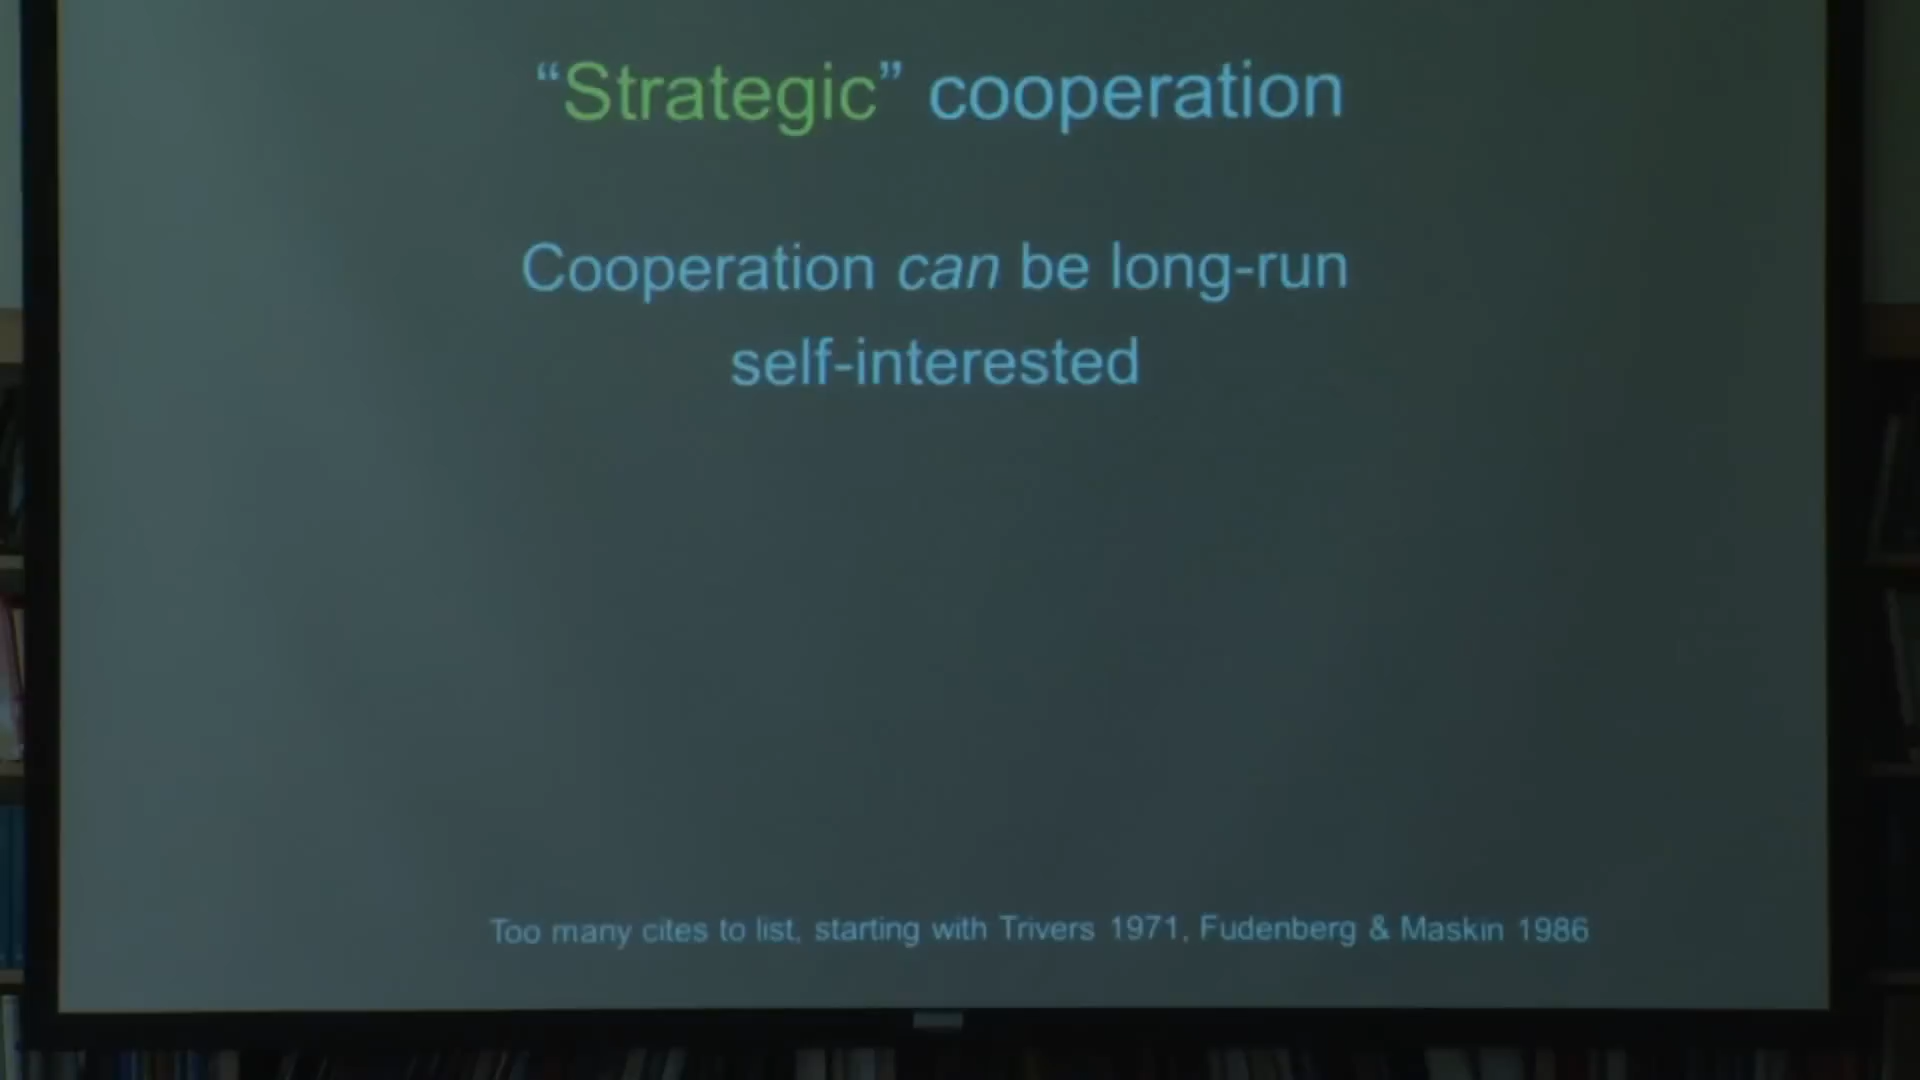 “Strategic” cooperation
Cooperation can be long-run
self-interested
Too many cites to list, starting with Trivers 1971, Fudenberg & Maskin 1986